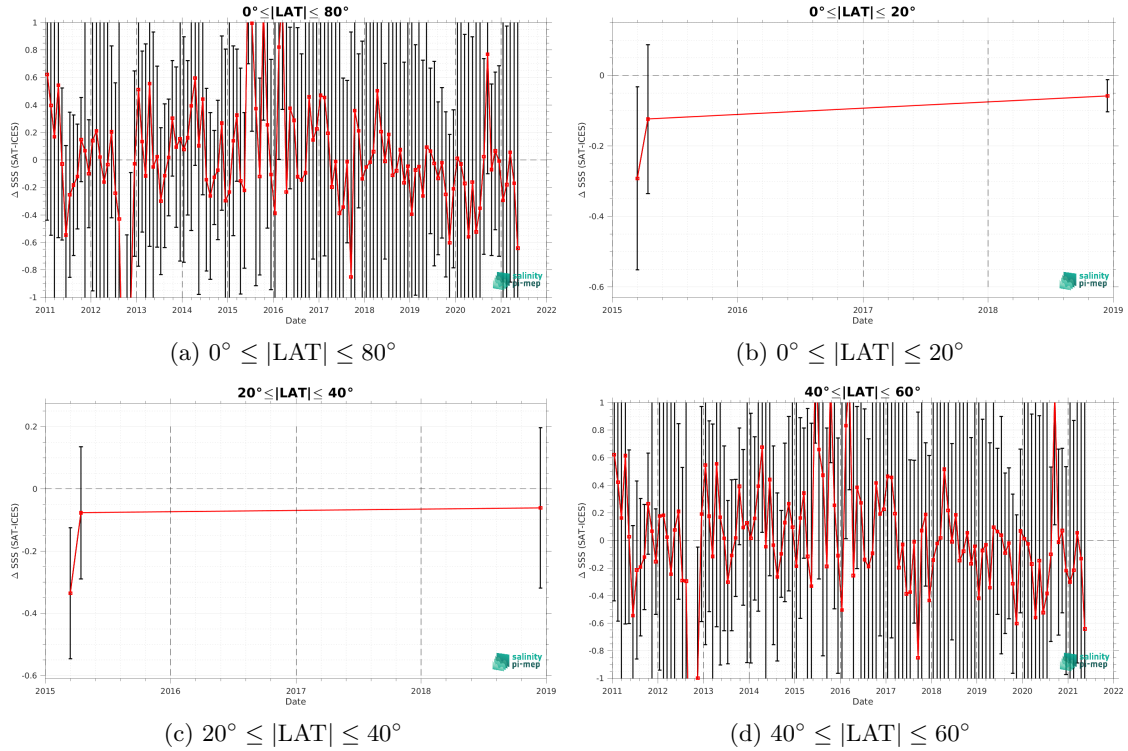 0°≤|LAT|≤ 80°
Δ SSS (SAT-ICES)
1
0.8
0.6
0.4
0.2
0
-0.2
-0.4
-0.6
-0.8
-1
2011 2012 2013 2014 2015 2016 2017 2018 2019 2020 2021 2022
Date
salinity
pi-mep
(a) 0° ≤ |LAT| ≤ 80°
0°≤|LAT|≤ 20°
Δ SSS (SAT-ICES)
0
-0.2
-0.4
-0.6
2015 2016 2017 2018 2019
Date
salinity
pi-mep
(b) 0° ≤ |LAT| ≤ 20°
20°≤|LAT|≤ 40°
Δ SSS (SAT-ICES)
0.2
0
-0.2
-0.4
-0.6
2015 2016 2017 2018 2019
Date
salinity
pi-mep
(c) 20° ≤ |LAT| ≤ 40°
40°≤|LAT|≤ 60°
Δ SSS (SAT-ICES)
1
0.8
0.6
0.4
0.2
0
-0.2
-0.4
-0.6
-0.8
-1
2011 2012 2013 2014 2015 2016 2017 2018 2019 2020 2021 2022
Date
salinity
pi-mep
(d) 40° ≤ |LAT| ≤ 60°